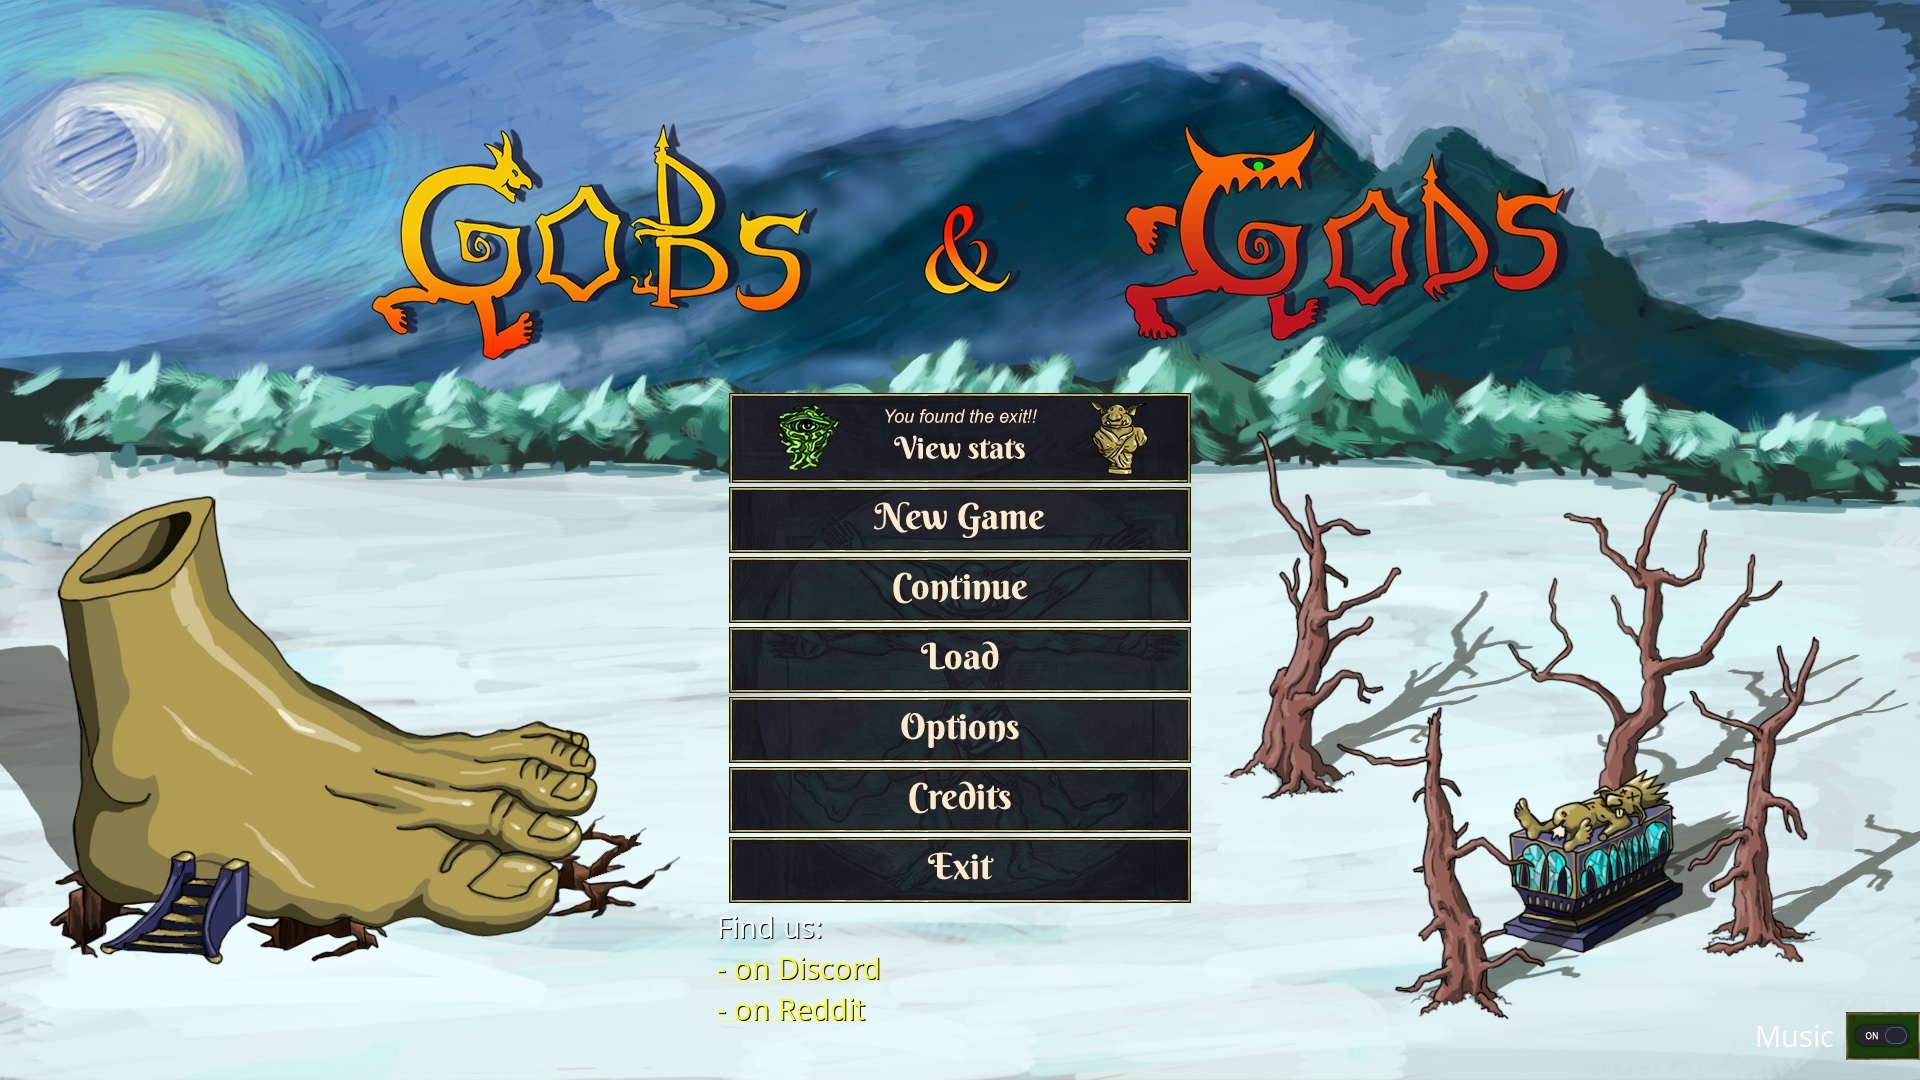 GOBS & GODS
You found the exit!!
View stats
New Game
Continue
Load
Options
Credits
Exit
Find us:
- on Discord
- on Reddit
Music
ON